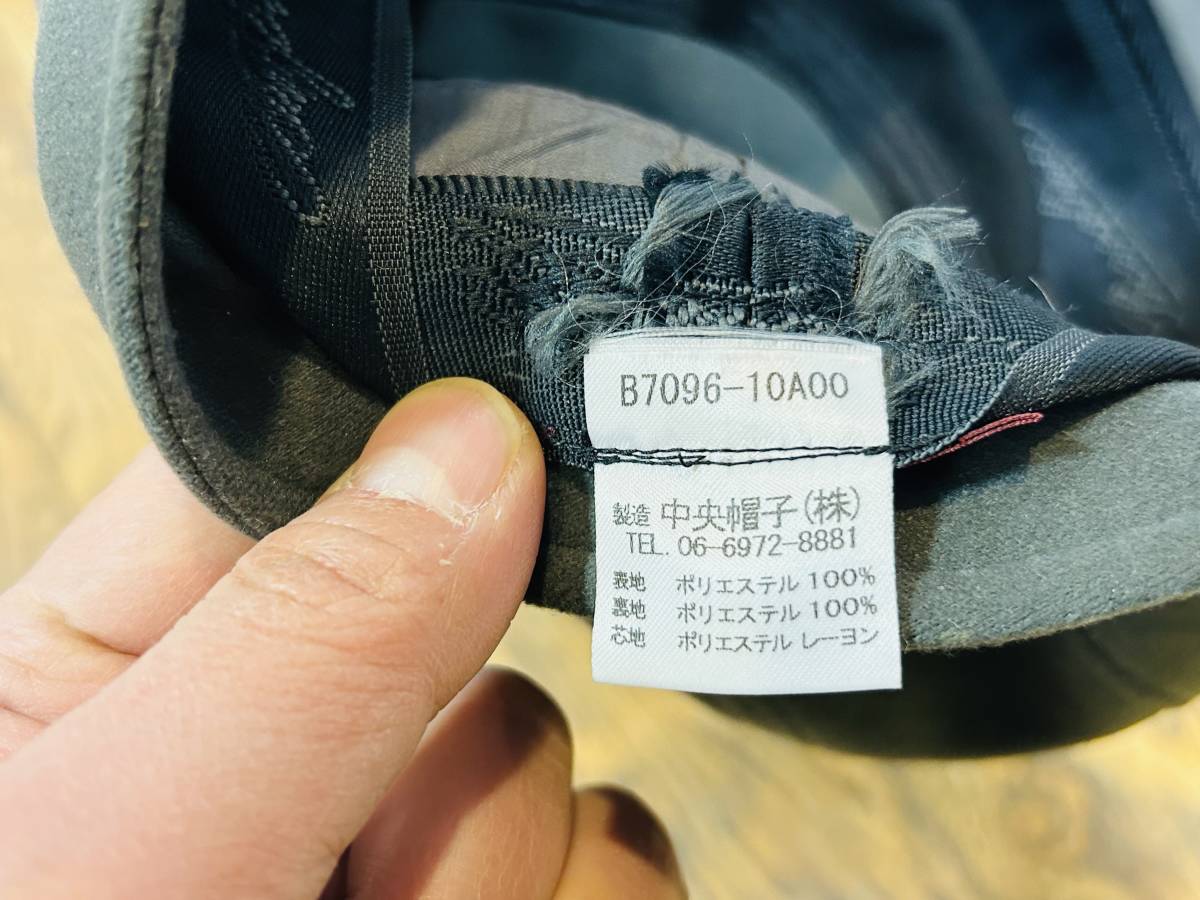 B7096-10A00
製造 中央帽子(株)
TEL. 06-6972-8881
表地 ポリエステル 100%
裏地 ポリエステル 100%
芯地 ポリエステル レーヨン